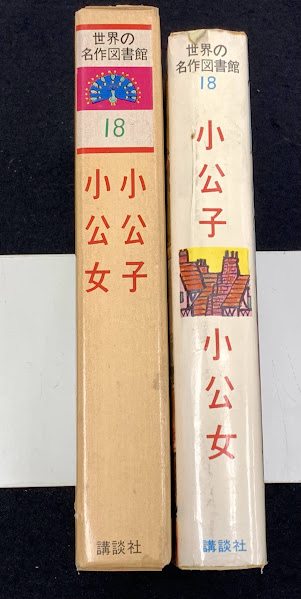 世界の
名作図書館
18
小公子
小公女
講談社
世界の
名作図書館
18
小公子
小公女
講談社